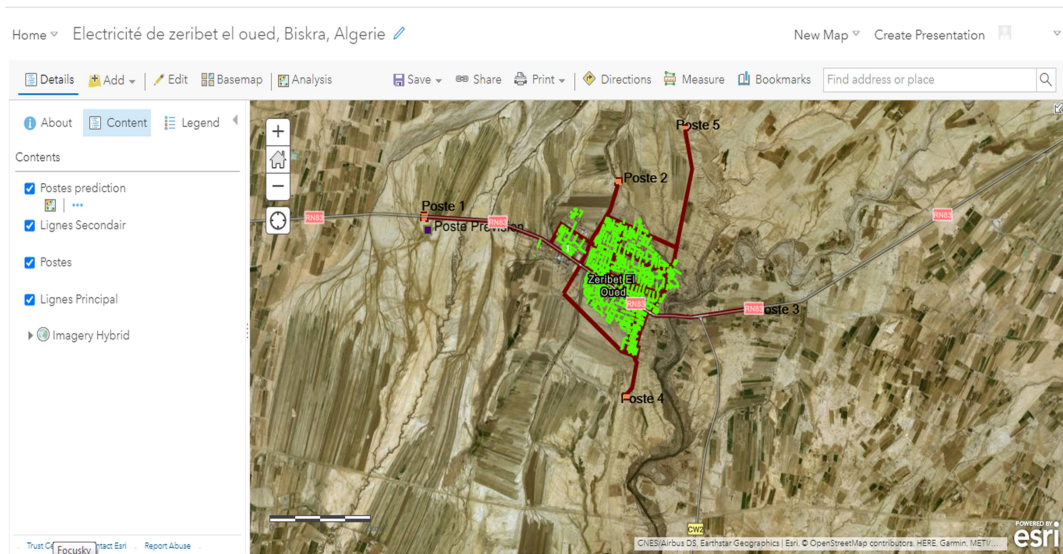 Home Electricité de zeribet el oued, Biskra, Algerie New Map Create Presentation
Details Add Edit Basemap Analysis Save Share Print Directions Measure Bookmarks Find address or place
About Content Legend
Contents
Postes prediction
Lignes Secondair
Postes
Lignes Principal
Imagery Hybrid
Poste 5
Poste 2
Poste 1
RN83
RN83
RN83
Poste Prevision
1
Zeribet El
Oued
RN83
RN83
oste 3
Poste 4
CW2
POWERED BY
esri
CNES/Airbus DS, Earthstar Geographics | Esri, © OpenStreetMap contributors, HERE, Garmin, METI/...
Trust Ce ntact Esri Report Abuse
Focusky